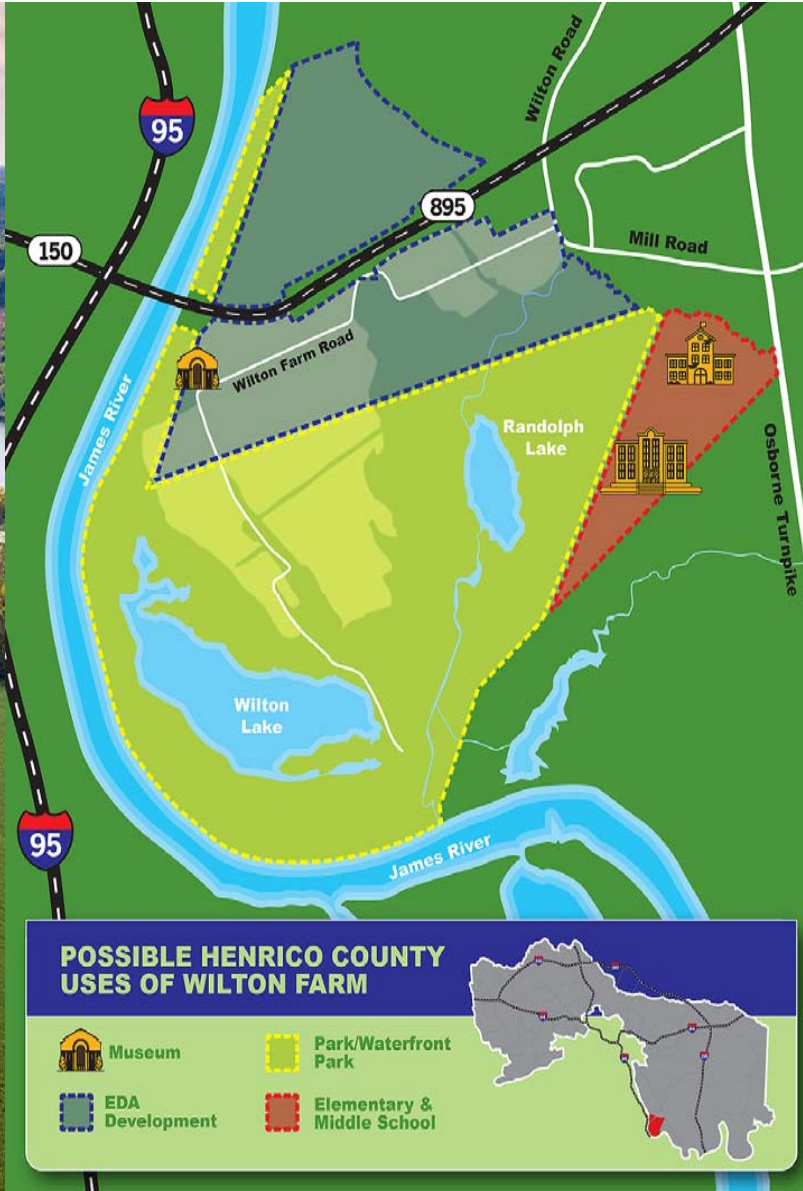 Wilton Road
95
895
150
Mill Road
Wilton Farm Road
James River
Randolph
Lake
Osborne Turnpike
Wilton
Lake
95
James River
POSSIBLE HENRICO COUNTY
USES OF WILTON FARM
Museum
Park/Waterfront
Park
EDA
Development
Elementary &
Middle School